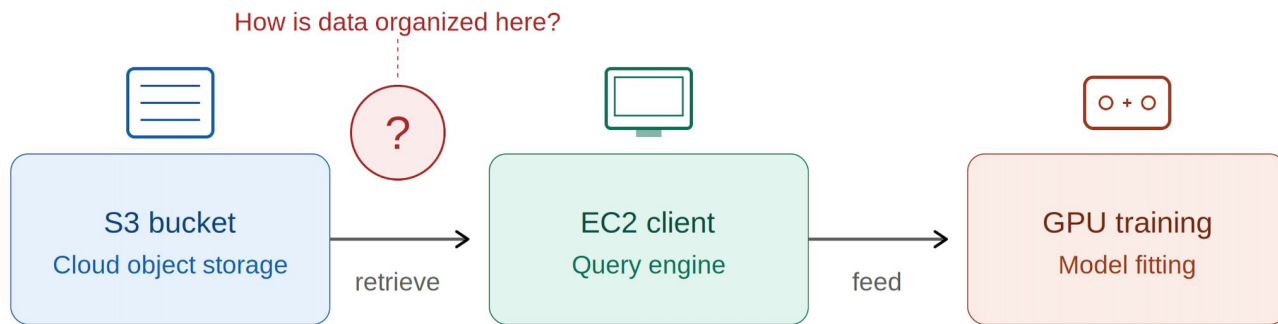 How is data organized here?
?
S3 bucket
Cloud object storage
retrieve
EC2 client
Query engine
feed
GPU training
Model fitting